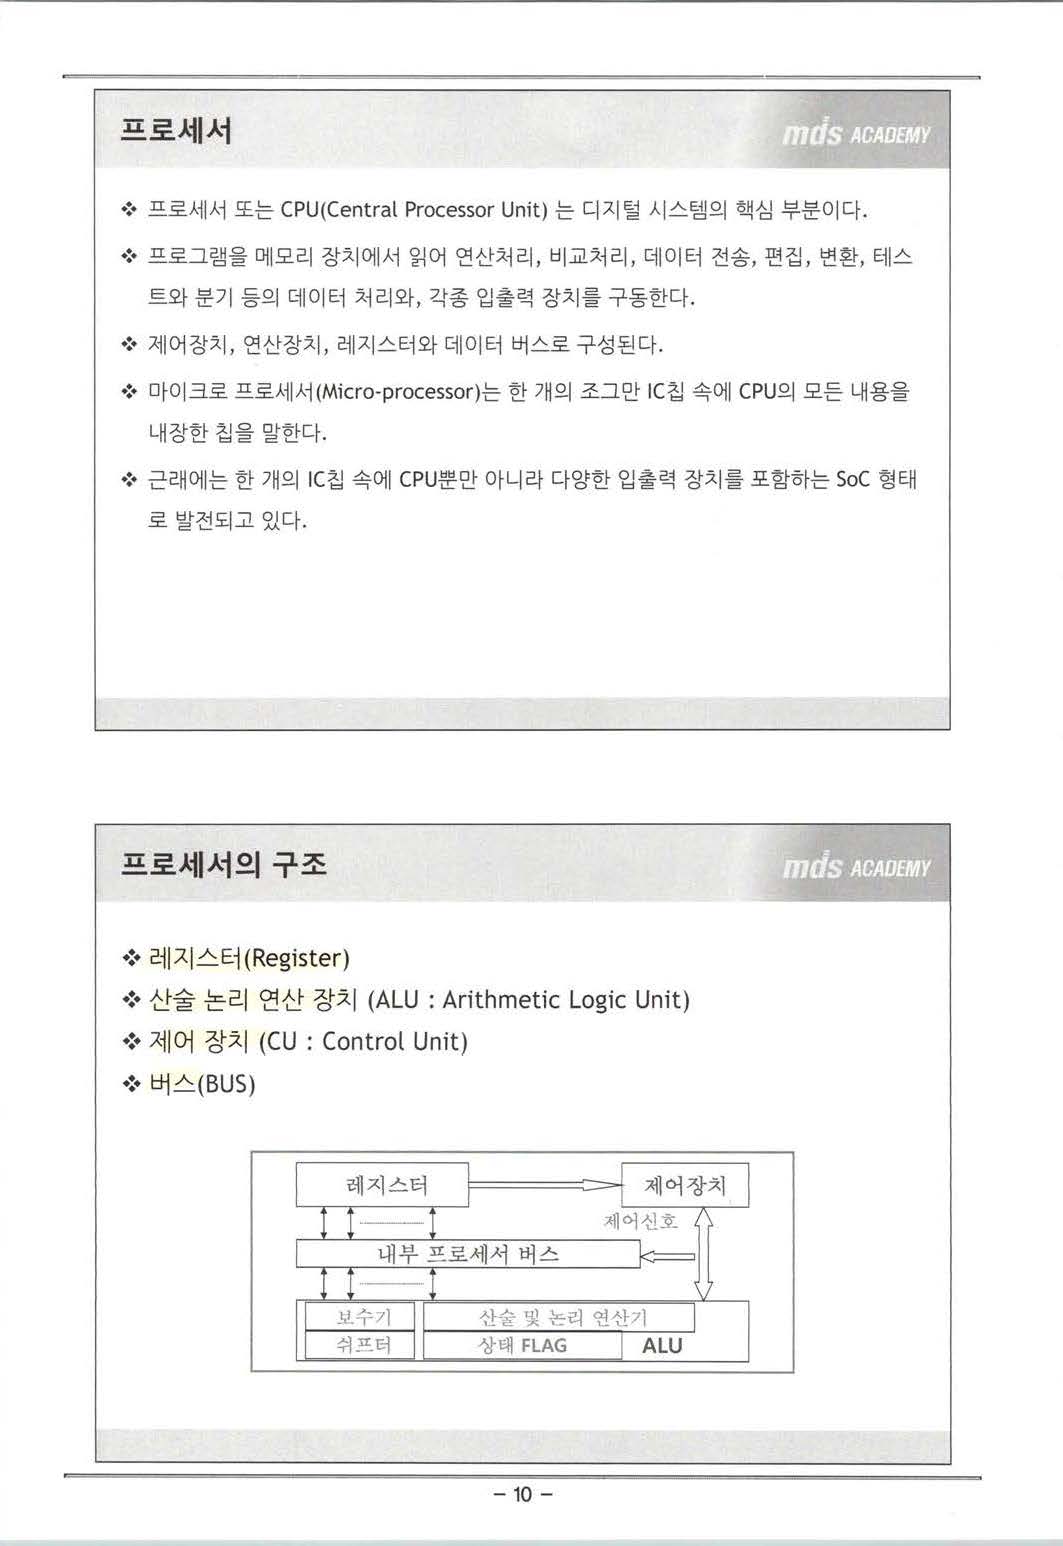 프로세서
mds ACADEMY
❖ 프로세서 또는 CPU(Central Processor Unit) 는 디지털 시스템의 핵심 부분이다.
❖ 프로그램을 메모리 장치에서 읽어 연산처리, 비교처리, 데이터 전송, 편집, 변환, 테스
트와 분기 등의 데이터 처리와, 각종 입출력 장치를 구동한다.
❖ 제어장치, 연산장치, 레지스터와 데이터 버스로 구성된다.
❖ 마이크로 프로세서(Micro-processor)는 한 개의 조그만 IC칩 속에 CPU의 모든 내용을
내장한 칩을 말한다.
❖ 근래에는 한 개의 IC칩 속에 CPU뿐만 아니라 다양한 입출력 장치를 포함하는 SoC 형태
로 발전되고 있다.
프로세서의 구조
mds ACADEMY
❖ 레지스터(Register)
❖ 산술 논리 연산 장치 (ALU : Arithmetic Logic Unit)
❖ 제어 장치 (CU : Control Unit)
❖ 버스(BUS)
레지스터
제어장치
제어신호
내부 프로세서 버스
보수기
산술 및 논리 연산기
쉬프터
상태 FLAG
ALU
- 10 -